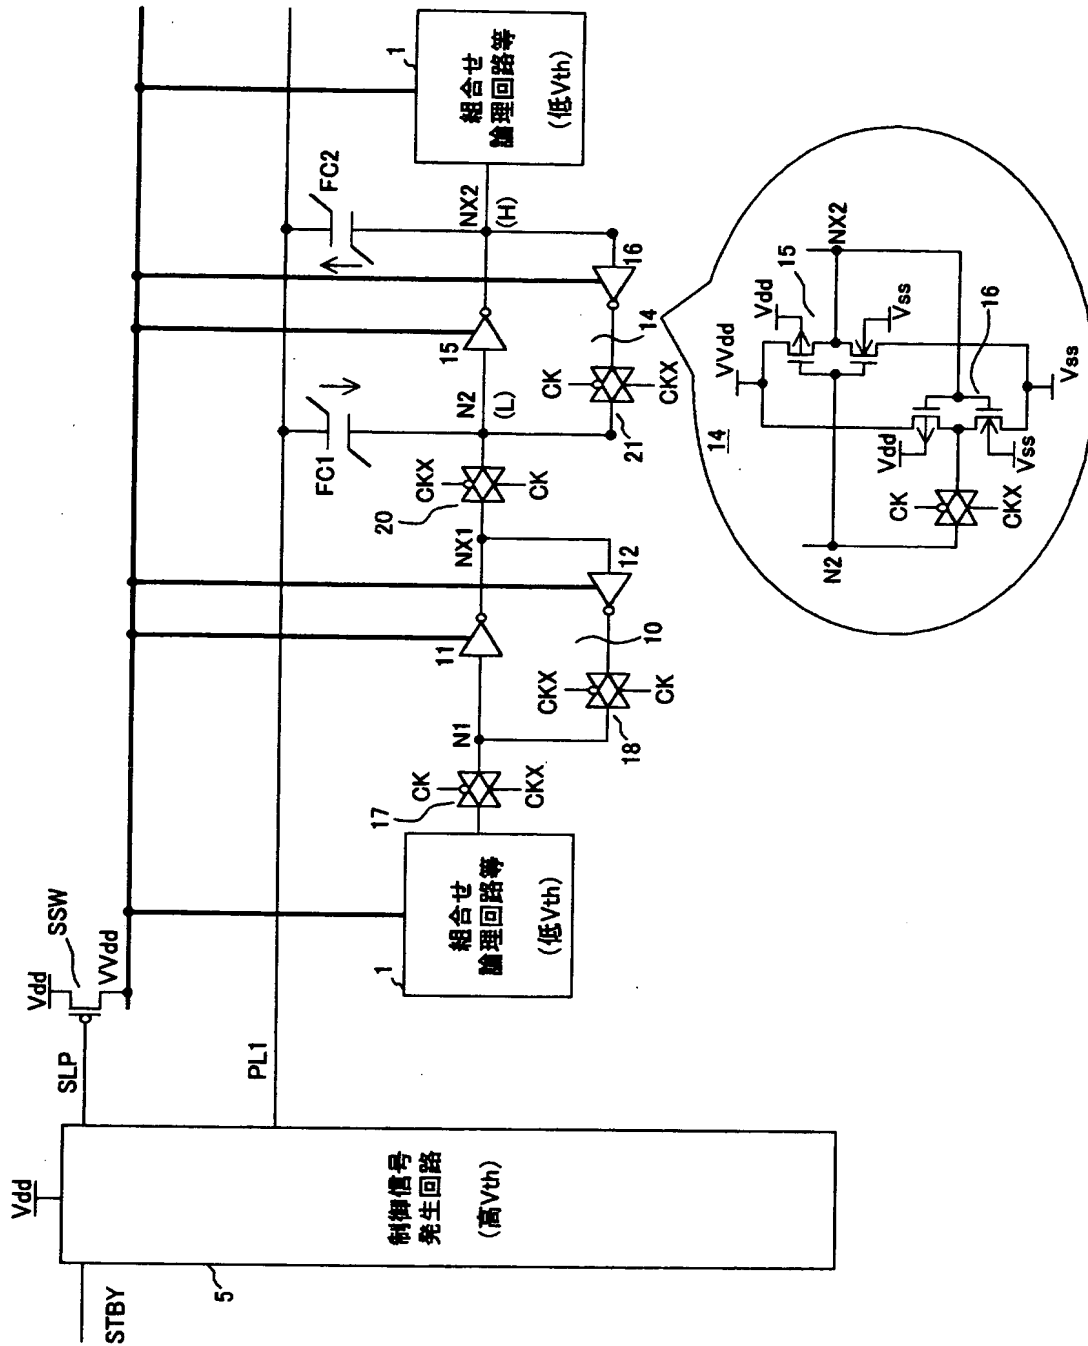 STBY
Vdd
5
制御信号
発生回路
(高Vth)
SLP
PL1
Vdd
SSW
VVdd
1
組合せ
論理回路等
(低Vth)
17
CK
CKX
N1
18
CKX
CK
11
10
12
NX1
20
CKX
CK
FC1
N2
(L)
21
CK
CKX
15
14
16
FC2
NX2
(H)
1
組合せ
論理回路等
(低Vth)
14
N2
CK
CKX
Vdd
Vss
VVdd
Vdd
15
Vss
NX2
16
Vss